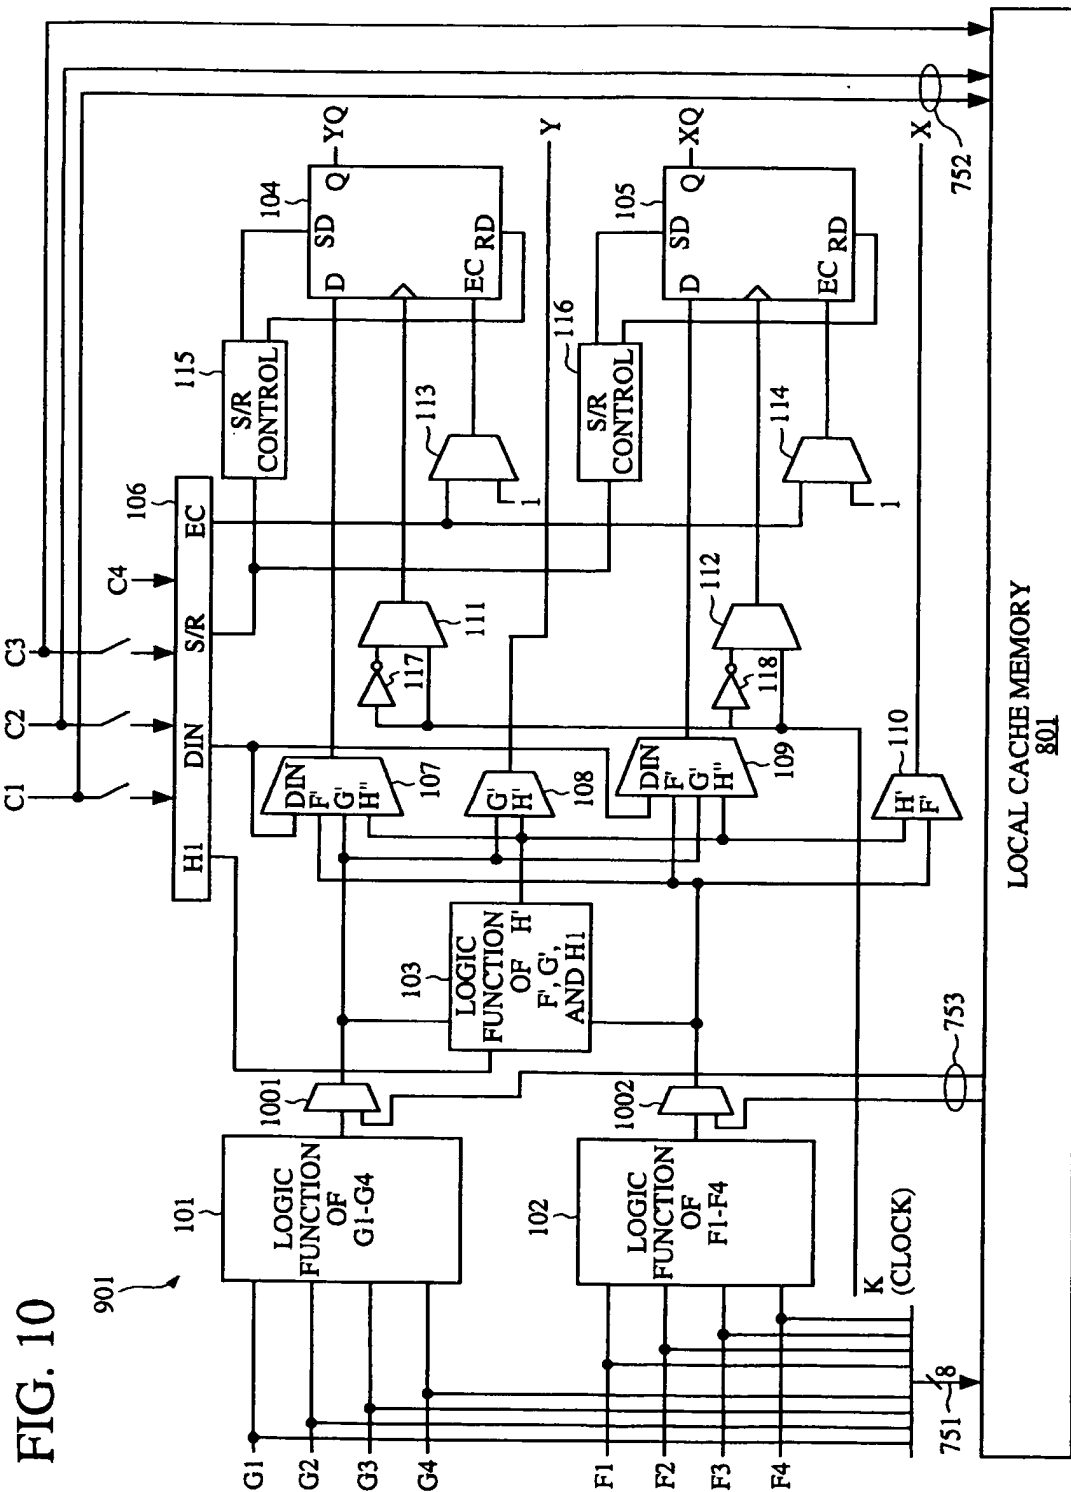 FIG. 10
901
G1
G2
G3
G4
F1
F2
F3
F4
101
LOGIC
FUNCTION
OF
G1-G4
102
LOGIC
FUNCTION
OF
F1-F4
K
(CLOCK)
751
8
1001
1002
753
103
LOGIC
FUNCTION
OF H'
F', G',
AND H1
C1
C2
C3
C4
H1
DIN
S/R
EC
106
DIN
F'
G'
H''
107
G'
H'
108
DIN
F'
G'
H''
109
H'
F'
110
117
111
118
112
115
S/R
CONTROL
116
S/R
CONTROL
113
1
114
1
104
D
SD
Q
EC
RD
YQ
Y
105
D
SD
Q
EC
RD
XQ
X
752
LOCAL CACHE MEMORY
801